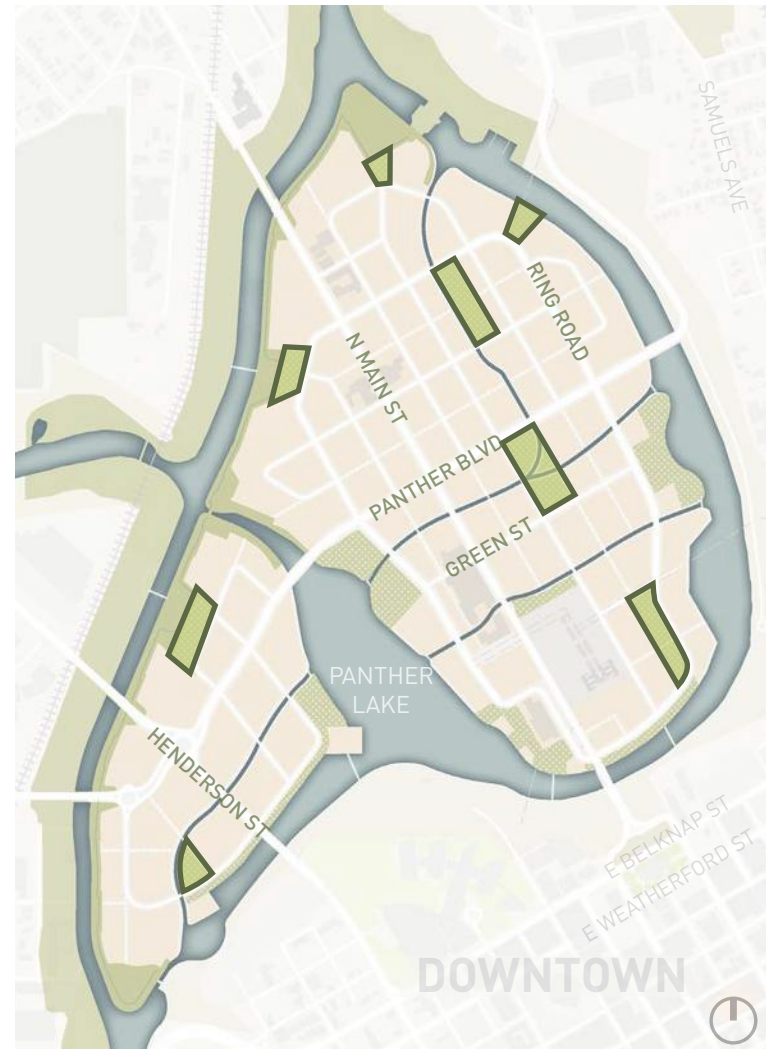 SAMUELS AVE
RING ROAD
N MAIN ST
PANTHER BLVD
GREEN ST
PANTHER
LAKE
HENDERSON ST
E BELKNAP ST
E WEATHERFORD ST
DOWNTOWN